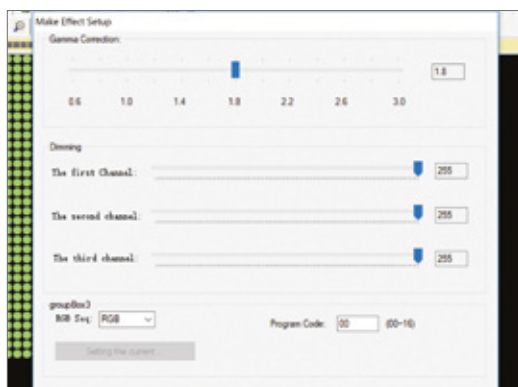 Make Effect Setup
Gamma Correction:
1.8
0.6 1.0 1.4 1.8 2.2 2.6 3.0
Dimming
The first Channel: 255
The second channel: 255
The third channel: 255
groupBox3
RGB Seq: RGB Program Code: 00 (00~16)
Setting the current